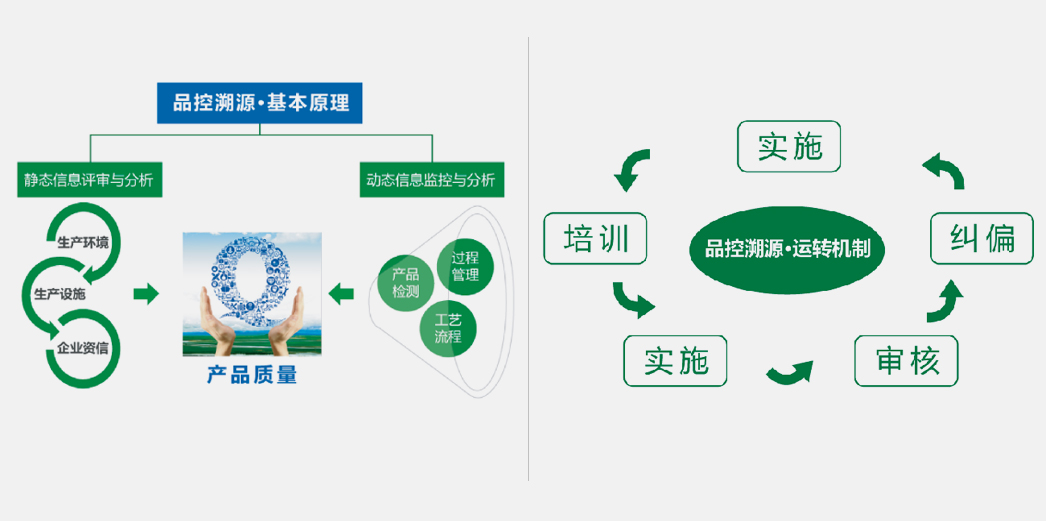 品控溯源·基本原理
静态信息评审与分析
动态信息监控与分析
生产环境
生产设施
企业资信
产品质量
产品
检测
过程
管理
工艺
流程
实施
培训
品控溯源·运转机制
纠偏
实施
审核